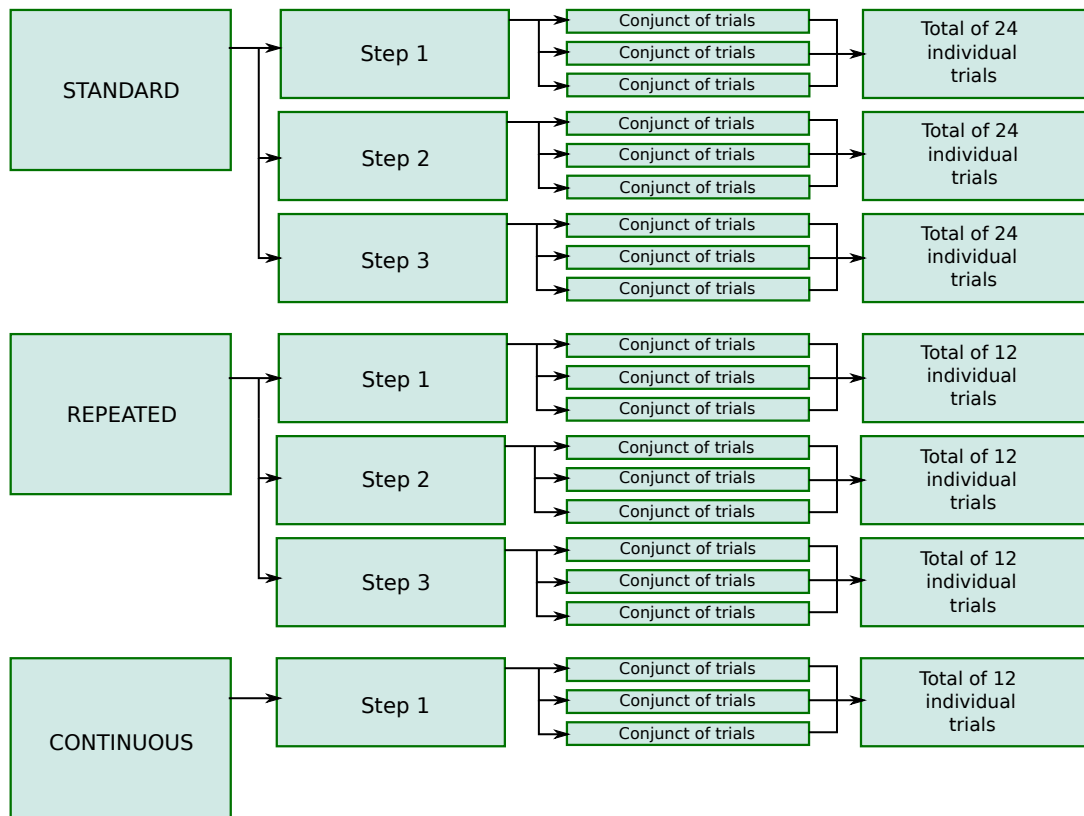 STANDARD
Step 1
Conjunct of trials
Conjunct of trials
Conjunct of trials
Total of 24
individual
trials
Step 2
Conjunct of trials
Conjunct of trials
Conjunct of trials
Total of 24
individual
trials
Step 3
Conjunct of trials
Conjunct of trials
Conjunct of trials
Total of 24
individual
trials
REPEATED
Step 1
Conjunct of trials
Conjunct of trials
Conjunct of trials
Total of 12
individual
trials
Step 2
Conjunct of trials
Conjunct of trials
Conjunct of trials
Total of 12
individual
trials
Step 3
Conjunct of trials
Conjunct of trials
Conjunct of trials
Total of 12
individual
trials
CONTINUOUS
Step 1
Conjunct of trials
Conjunct of trials
Conjunct of trials
Total of 12
individual
trials